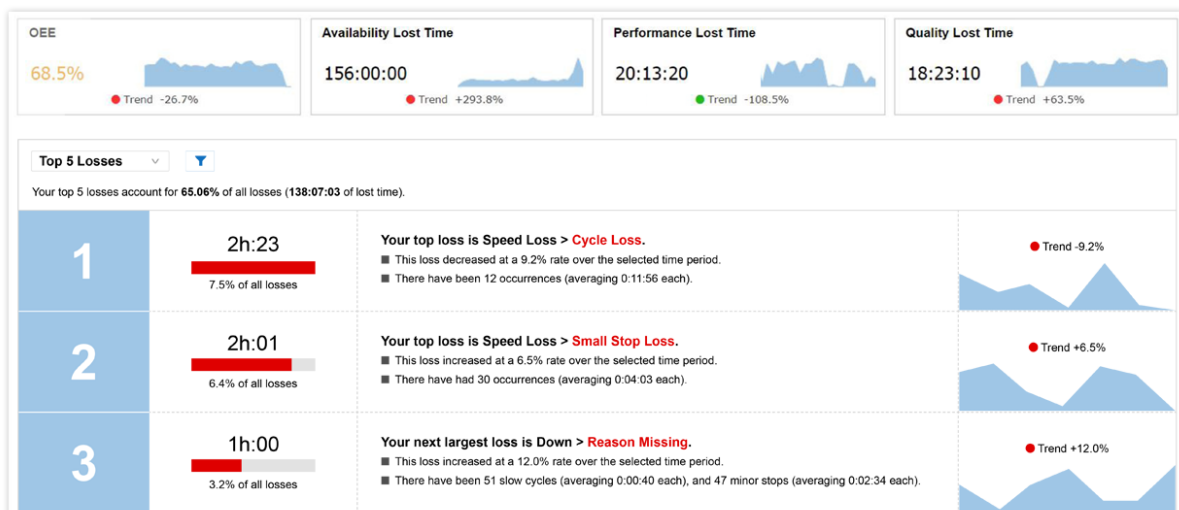 OEE
68.5%
Trend -26.7%
Availability Lost Time
156:00:00
Trend +293.8%
Performance Lost Time
20:13:20
Trend -108.5%
Quality Lost Time
18:23:10
Trend +63.5%
Top 5 Losses
Your top 5 losses account for 65.06% of all losses (138:07:03 of lost time).
1
2h:23
7.5% of all losses
Your top loss is Speed Loss > Cycle Loss.
This loss decreased at a 9.2% rate over the selected time period.
There have been 12 occurrences (averaging 0:11:56 each).
Trend -9.2%
2
2h:01
6.4% of all losses
Your top loss is Speed Loss > Small Stop Loss.
This loss increased at a 6.5% rate over the selected time period.
There have had 30 occurrences (averaging 0:04:03 each).
Trend +6.5%
3
1h:00
3.2% of all losses
Your next largest loss is Down > Reason Missing.
This loss increased at a 12.0% rate over the selected time period.
There have been 51 slow cycles (averaging 0:00:40 each), and 47 minor stops (averaging 0:02:34 each).
Trend +12.0%